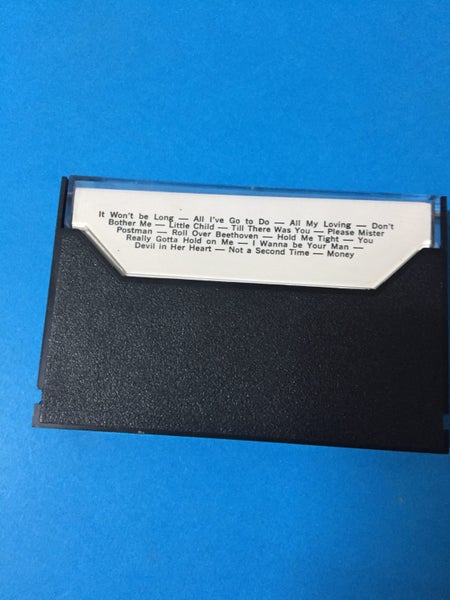 It Won't be Long — All I've Go to Do — All My Loving — Don't
Bother Me — Little Child — Till There Was You — Please Mister
Postman — Roll Over Beethoven — Hold Me Tight — You
Really Gotta Hold on Me — I Wanna be Your Man —
Devil in Her Heart — Not a Second Time — Money